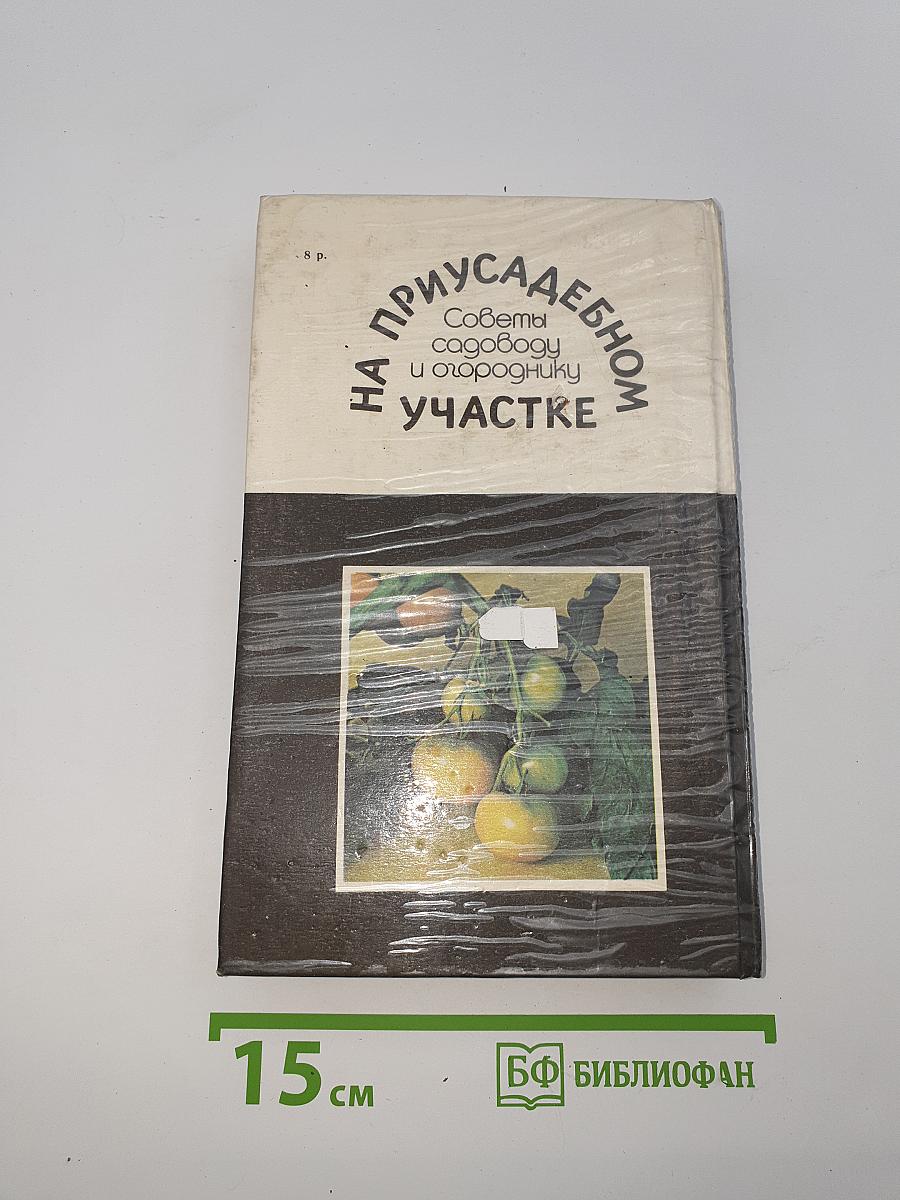 8 р.
НА ПРИУСАДЕБНОМ
Советы
садоводу
и огороднику
УЧАСТКЕ
15 см
БФ БИБЛИОФАН